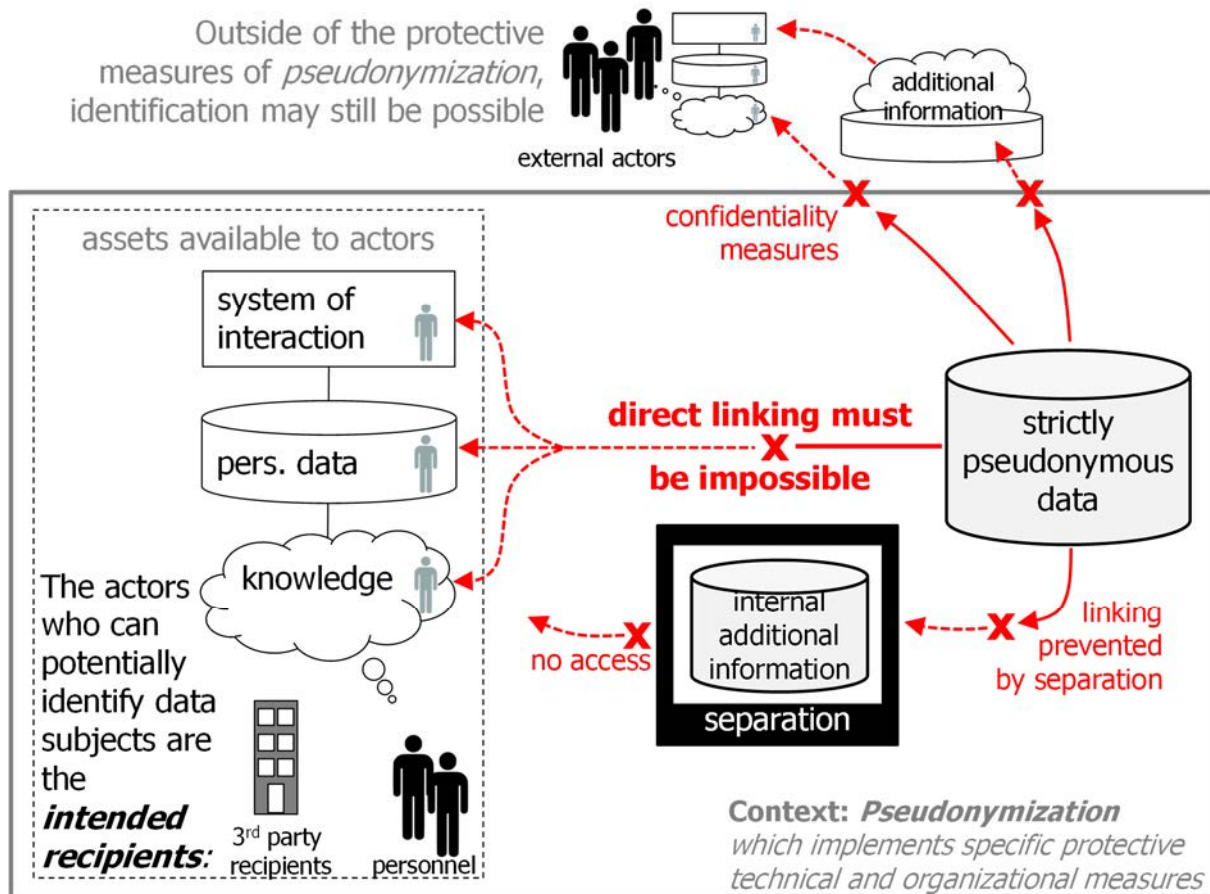 Outside of the protective
measures of pseudonymization,
identification may still be possible
external actors
additional
information
confidentiality
measures
assets available to actors
system of
interaction
pers. data
knowledge
direct linking must
be impossible
strictly
pseudonymous
data
internal
additional
information
separation
no access
linking
prevented
by separation
The actors
who can
potentially
identify data
subjects are
the
intended
recipients:
3rd party
recipients
personnel
Context: Pseudonymization
which implements specific protective
technical and organizational measures